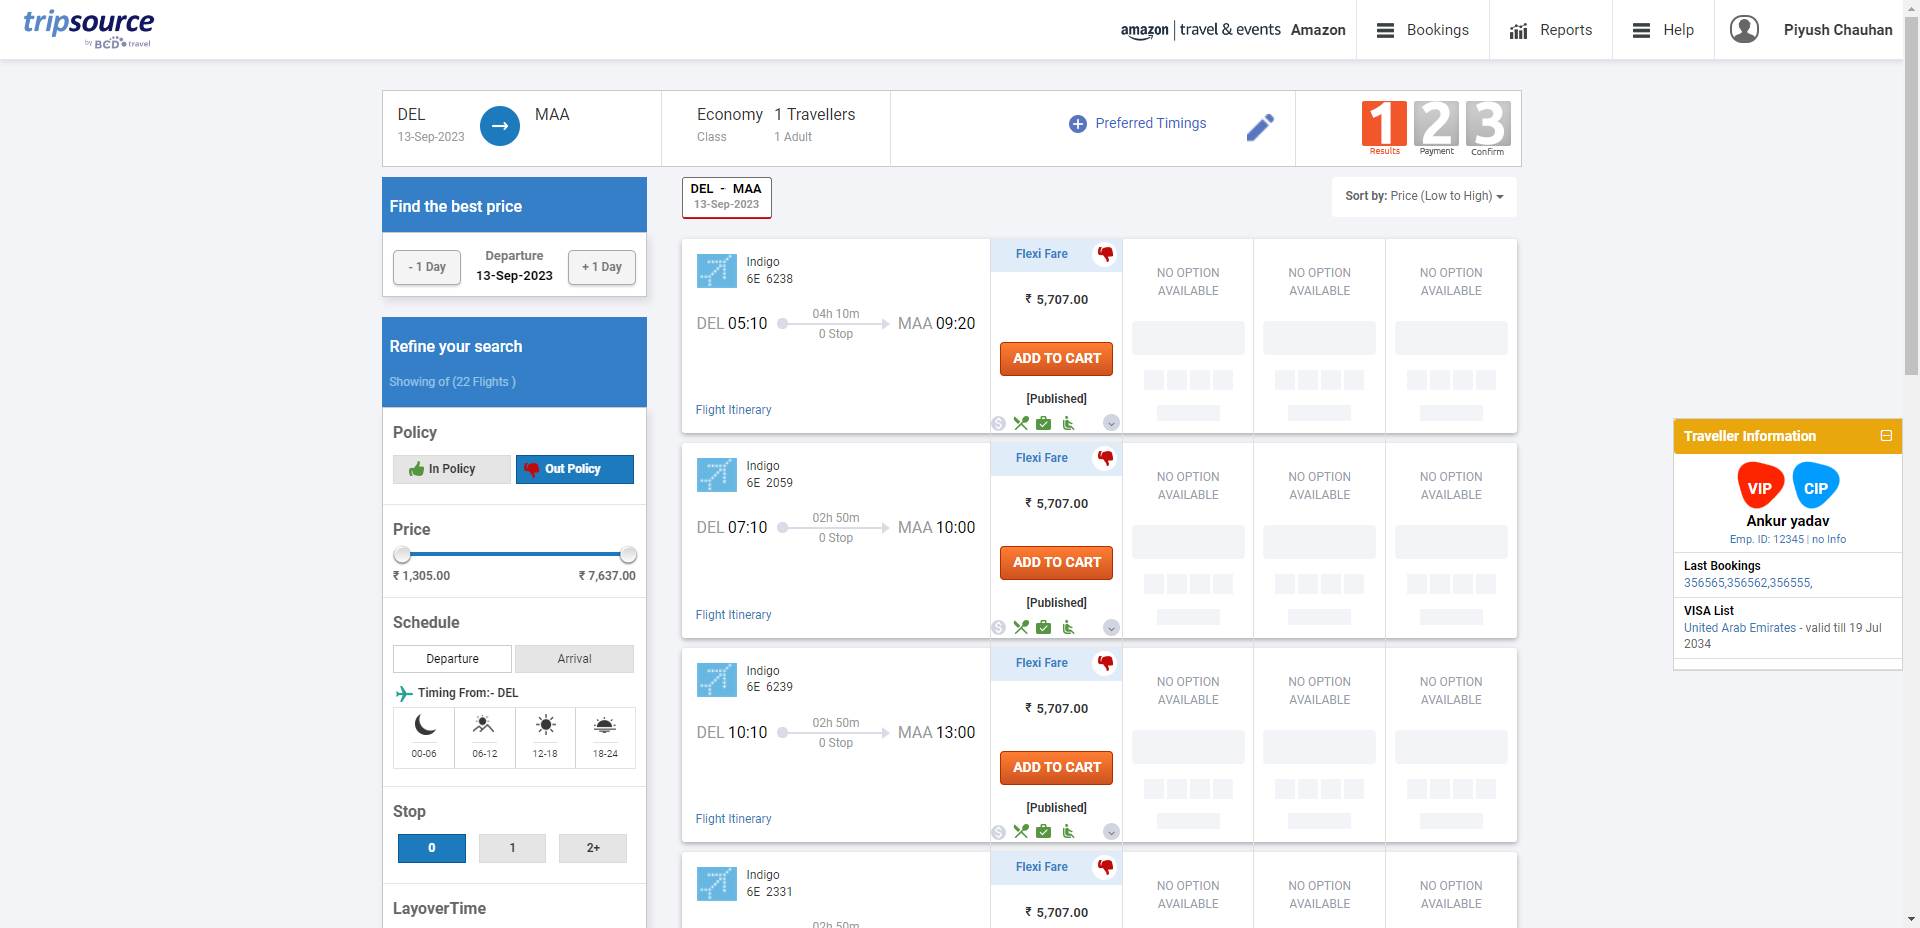 tripsource
by BCD travel
amazon | travel & events Amazon
Bookings
Reports
Help
Piyush Chauhan
DEL
13-Sep-2023
MAA
Economy
Class
1 Travellers
1 Adult
Preferred Timings
1 2 3
Results Payment Confirm
Find the best price
- 1 Day
Departure
13-Sep-2023
+ 1 Day
Refine your search
Showing of (22 Flights )
Policy
In Policy
Out Policy
Price
₹ 1,305.00
₹ 7,637.00
Schedule
Departure
Arrival
Timing From:- DEL
00-06
06-12
12-18
18-24
Stop
0
1
2+
LayoverTime
DEL - MAA
13-Sep-2023
Sort by: Price (Low to High)
Indigo
6E 6238
DEL 05:10
04h 10m
0 Stop
MAA 09:20
Flight Itinerary
Flexi Fare
₹ 5,707.00
ADD TO CART
[Published]
NO OPTION
AVAILABLE
NO OPTION
AVAILABLE
NO OPTION
AVAILABLE
Indigo
6E 2059
DEL 07:10
02h 50m
0 Stop
MAA 10:00
Flight Itinerary
Flexi Fare
₹ 5,707.00
ADD TO CART
[Published]
NO OPTION
AVAILABLE
NO OPTION
AVAILABLE
NO OPTION
AVAILABLE
Indigo
6E 6239
DEL 10:10
02h 50m
0 Stop
MAA 13:00
Flight Itinerary
Flexi Fare
₹ 5,707.00
ADD TO CART
[Published]
NO OPTION
AVAILABLE
NO OPTION
AVAILABLE
NO OPTION
AVAILABLE
Indigo
6E 2331
02h 50m
Flexi Fare
₹ 5,707.00
NO OPTION
AVAILABLE
NO OPTION
AVAILABLE
NO OPTION
AVAILABLE
Traveller Information
VIP
CIP
Ankur yadav
Emp. ID: 12345 | no Info
Last Bookings
356565,356562,356555,
VISA List
United Arab Emirates - valid till 19 Jul
2034